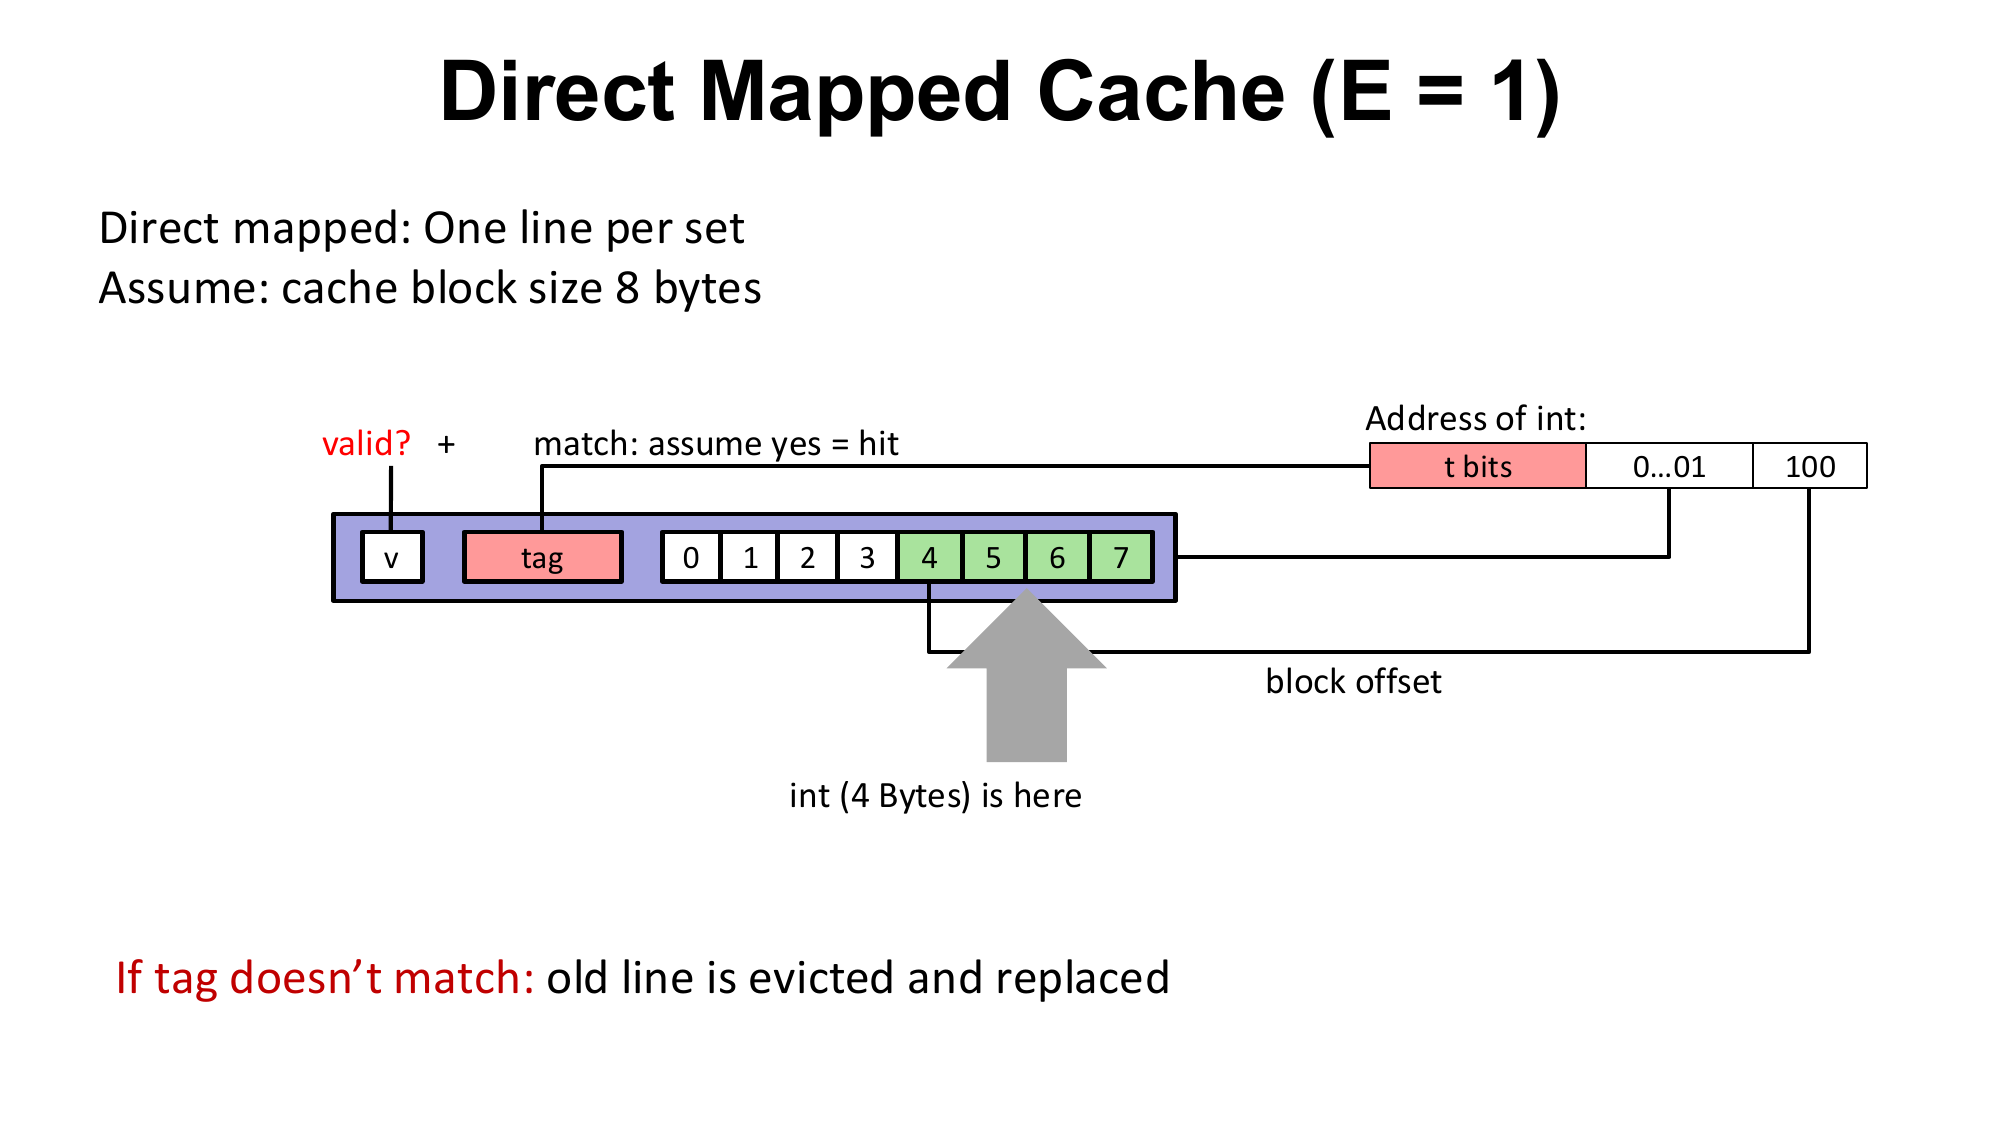 Direct Mapped Cache (E = 1)
Direct mapped: One line per set
Assume: cache block size 8 bytes
Address of int:
t bits 0…01 100
valid? + match: assume yes = hit
v tag 0 1 2 3 4 5 6 7
block offset
int (4 Bytes) is here
If tag doesn’t match: old line is evicted and replaced